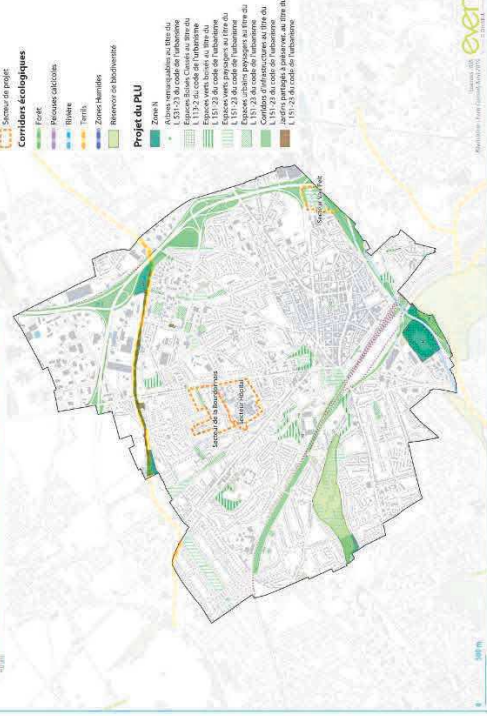 Secteur de projet
Corridors écologiques
Forêt
Pelouses calcicoles
Rivière
Terrils
Zones Humides
Réservoir de biodiversité
Projet du PLU
Zone N
Arbres remarquables au titre du
L 151-23 du code de l'urbanisme
Espaces Boisés Classés au titre du
L 113-2 du code de l'urbanisme
Espaces verts boisés au titre du
L 151-23 du code de l'urbanisme
Espaces verts paysagers au titre du
L 151-23 du code de l'urbanisme
Espaces urbains paysagers au titre du
L 151-23 du code de l'urbanisme
Corridors d'infrastructures au titre du
L 151-23 du code de l'urbanisme
Jardins partagés à préserver, au titre du
L 151-23 du code de l'urbanisme
Secteur de la Bourdonnais
Secteur Hôpital
0
500 m
even